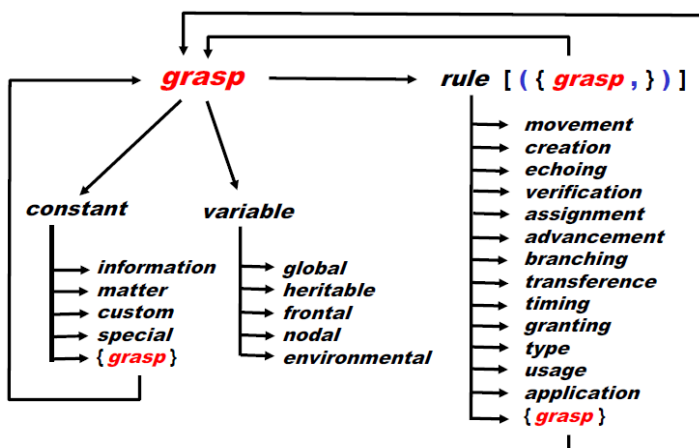 grasp
rule [ ( { grasp , } ) ]
movement
creation
echoing
verification
assignment
advancement
branching
transference
timing
granting
type
usage
application
{ grasp }
constant
information
matter
custom
special
{ grasp }
variable
global
heritable
frontal
nodal
environmental